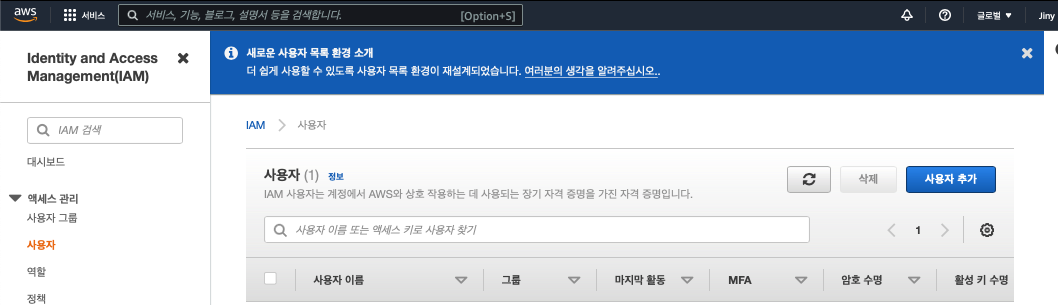 aws
서비스
서비스, 기능, 블로그, 설명서 등을 검색합니다.
[Option+S]
글로벌
Jiny
Identity and Access
Management(IAM)
IAM 검색
대시보드
액세스 관리
사용자 그룹
사용자
역할
정책
새로운 사용자 목록 환경 소개
더 쉽게 사용할 수 있도록 사용자 목록 환경이 재설계되었습니다. 여러분의 생각을 알려주십시오..
IAM
사용자
사용자 (1) 정보
IAM 사용자는 계정에서 AWS와 상호 작용하는 데 사용되는 장기 자격 증명을 가진 자격 증명입니다.
삭제
사용자 추가
사용자 이름 또는 액세스 키로 사용자 찾기
1
사용자 이름
그룹
마지막 활동
MFA
암호 수명
활성 키 수명